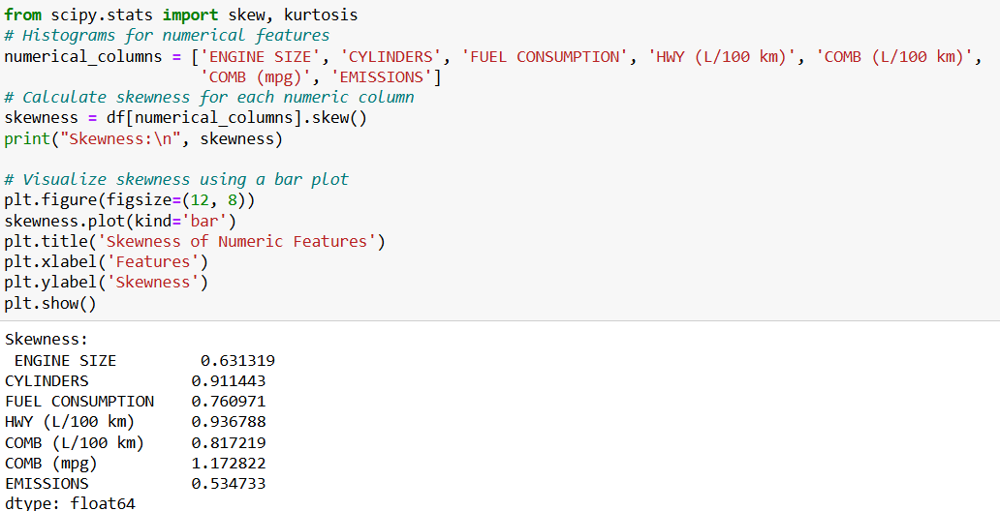 from scipy.stats import skew, kurtosis
# Histograms for numerical features
numerical_columns = ['ENGINE SIZE', 'CYLINDERS', 'FUEL CONSUMPTION', 'HWY (L/100 km)', 'COMB (L/100 km)',
                     'COMB (mpg)', 'EMISSIONS']
# Calculate skewness for each numeric column
skewness = df[numerical_columns].skew()
print("Skewness:\n", skewness)

# Visualize skewness using a bar plot
plt.figure(figsize=(12, 8))
skewness.plot(kind='bar')
plt.title('Skewness of Numeric Features')
plt.xlabel('Features')
plt.ylabel('Skewness')
plt.show()
Skewness:
 ENGINE SIZE         0.631319
CYLINDERS           0.911443
FUEL CONSUMPTION    0.760971
HWY (L/100 km)      0.936788
COMB (L/100 km)     0.817219
COMB (mpg)          1.172822
EMISSIONS           0.534733
dtype: float64